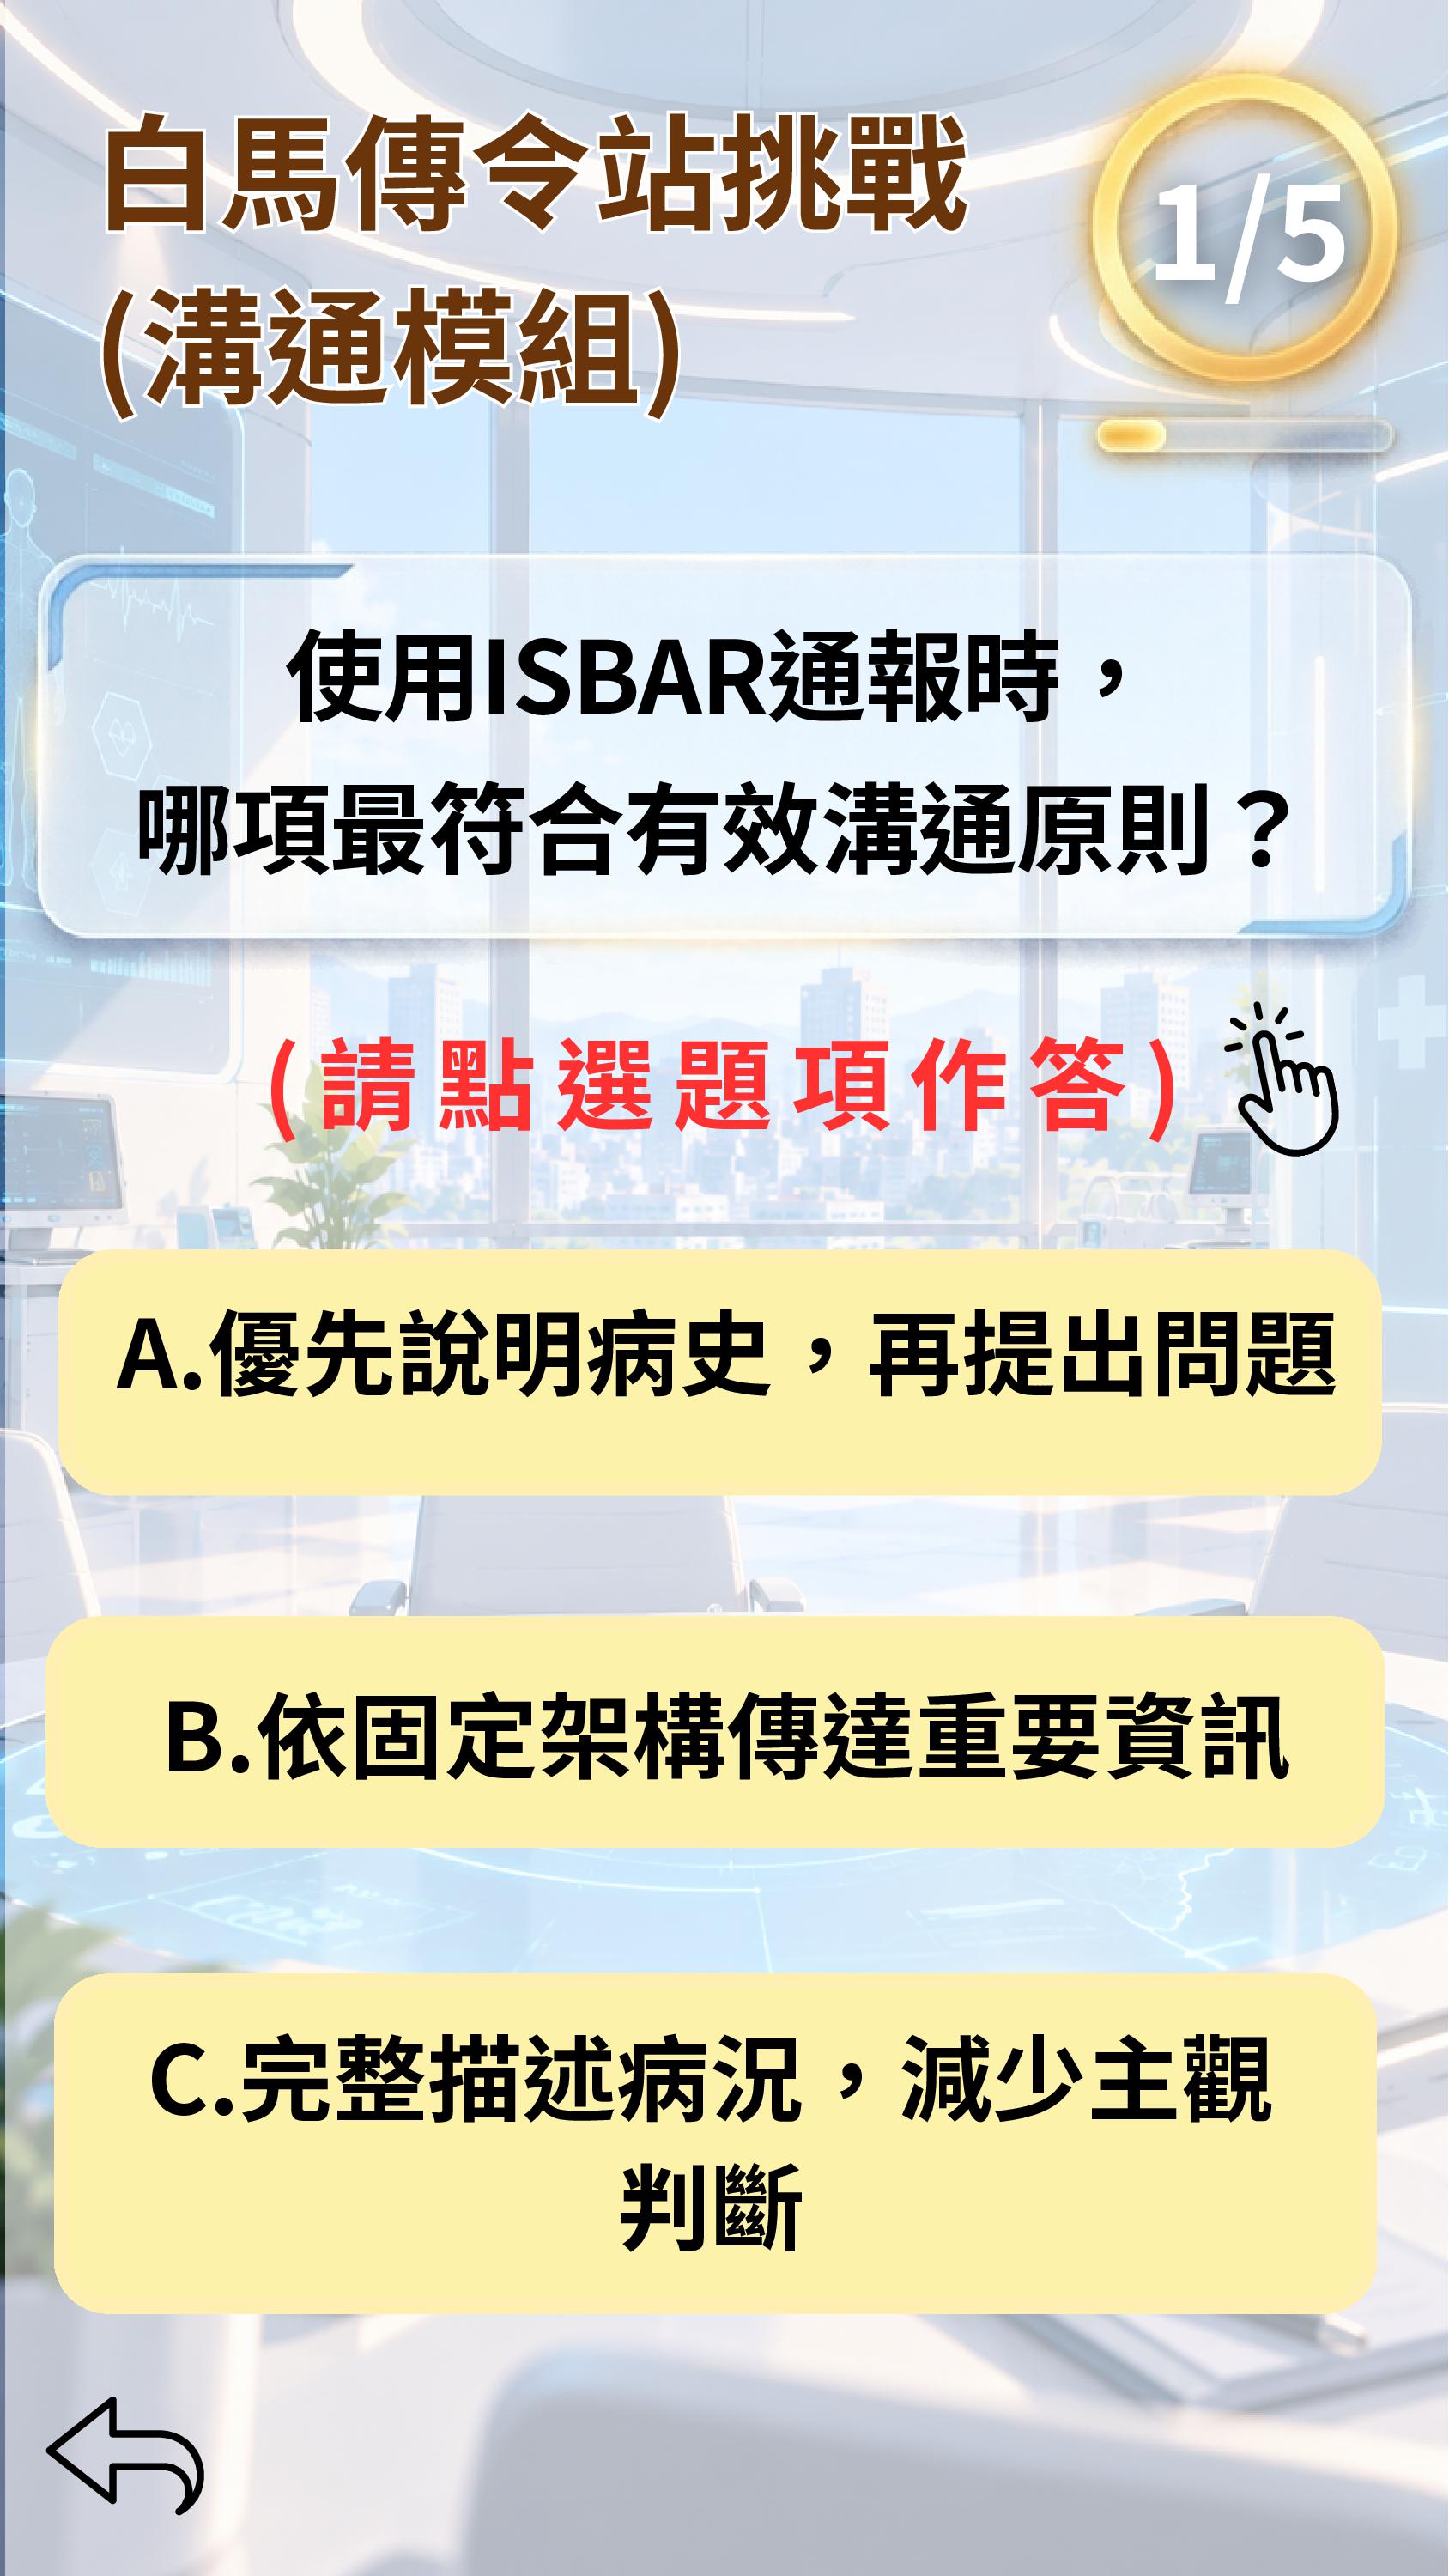 白馬傳令站挑戰
(溝通模組)
1/5
使用ISBAR通報時，
哪項最符合有效溝通原則？
(請點選題項作答)
A.優先說明病史，再提出問題
B.依固定架構傳達重要資訊
C.完整描述病況，減少主觀
判斷